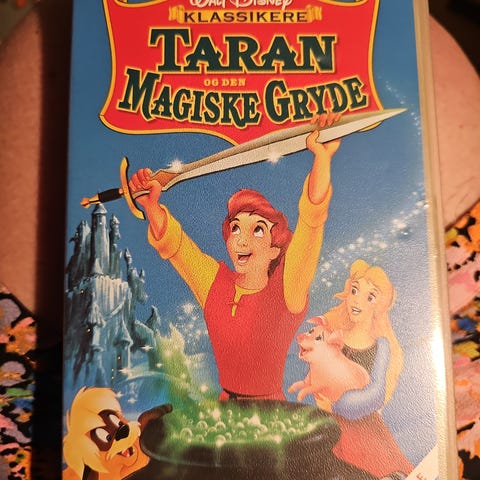 Walt Disney
KLASSIKERE
TARAN
OG DEN
MAGISKE GRYDE